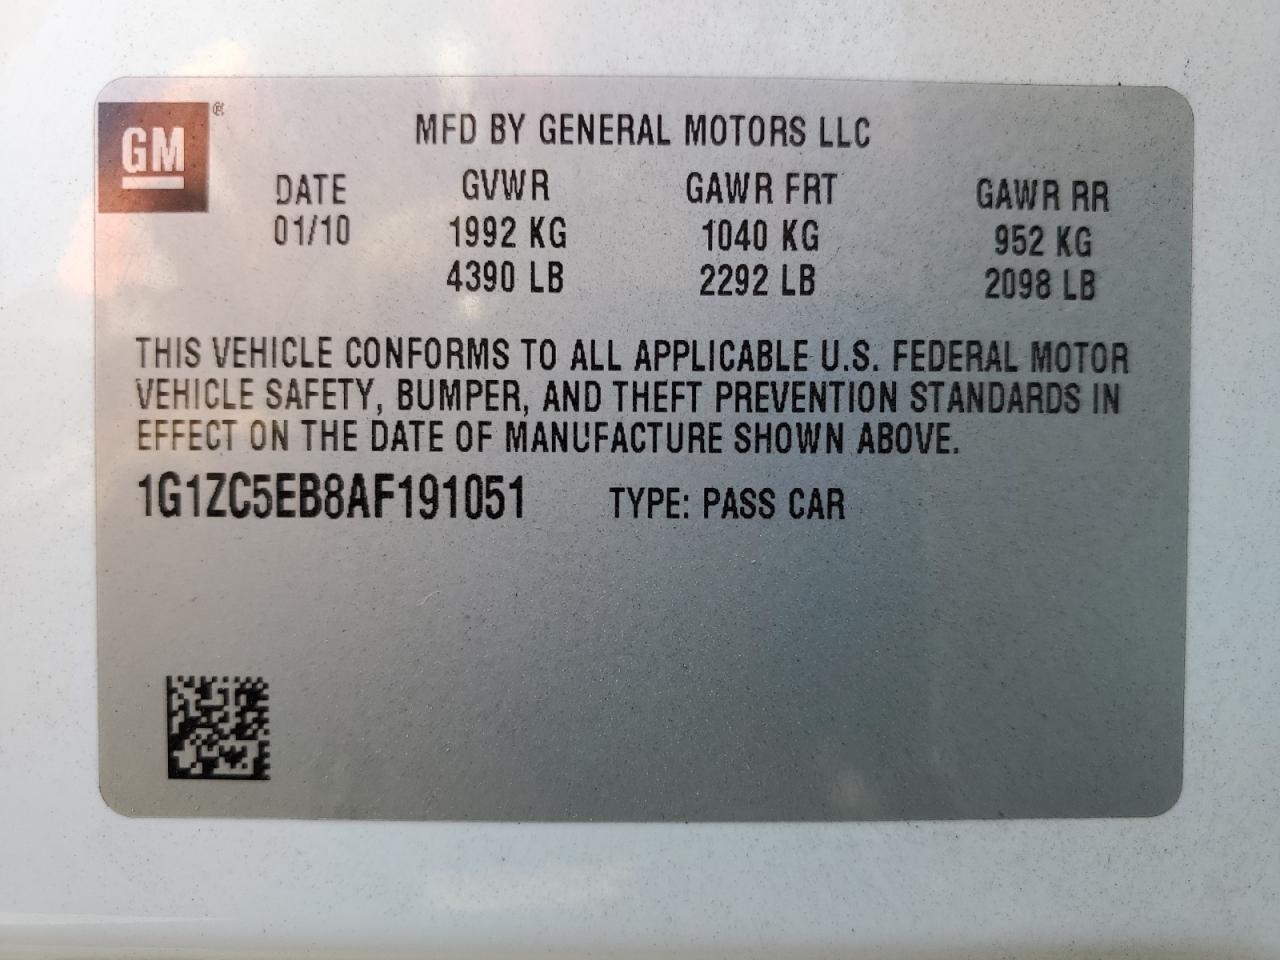 GM®
MFD BY GENERAL MOTORS LLC
DATE GVWR GAWR FRT GAWR RR
01/10 1992 KG 1040 KG 952 KG
4390 LB 2292 LB 2098 LB
THIS VEHICLE CONFORMS TO ALL APPLICABLE U.S. FEDERAL MOTOR
VEHICLE SAFETY, BUMPER, AND THEFT PREVENTION STANDARDS IN
EFFECT ON THE DATE OF MANUFACTURE SHOWN ABOVE.
1G1ZC5EB8AF191051 TYPE: PASS CAR